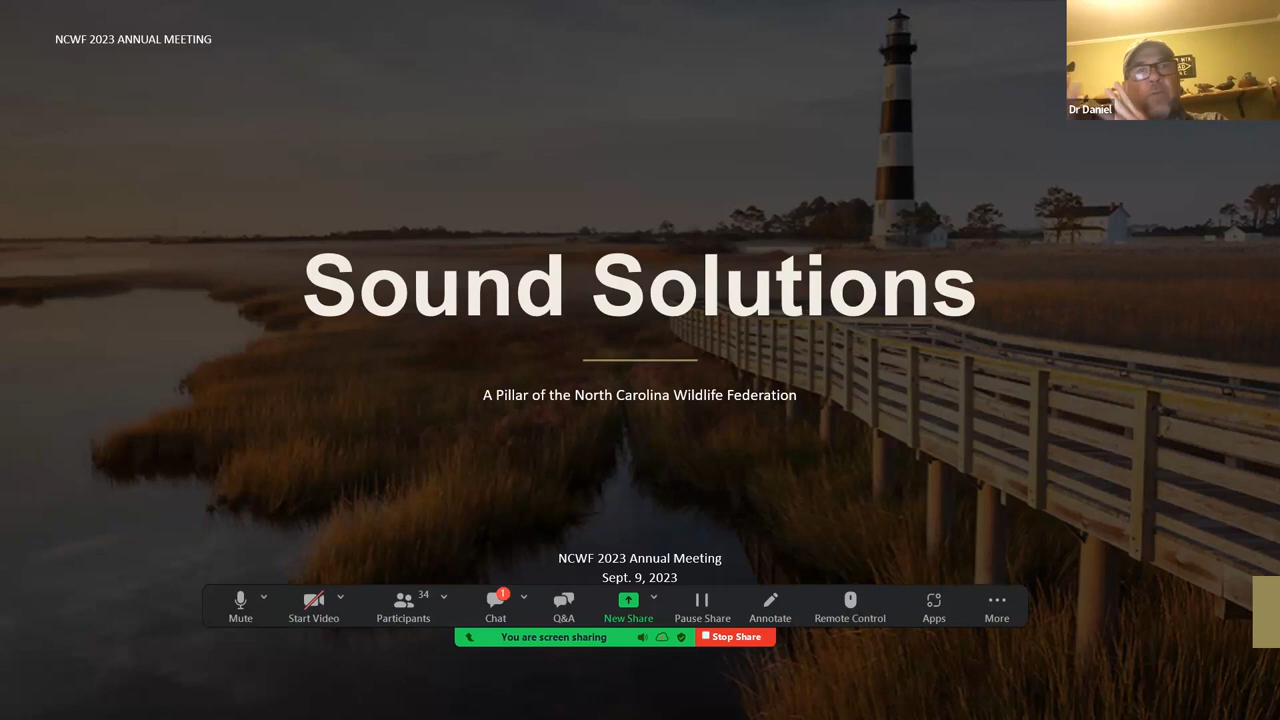 NCWF 2023 ANNUAL MEETING
Dr Daniel
Sound Solutions
A Pillar of the North Carolina Wildlife Federation
NCWF 2023 Annual Meeting
Sept. 9, 2023
34
1
Mute
Start Video
Participants
Chat
Q&A
New Share
Pause Share
Annotate
Remote Control
Apps
More
You are screen sharing
Stop Share